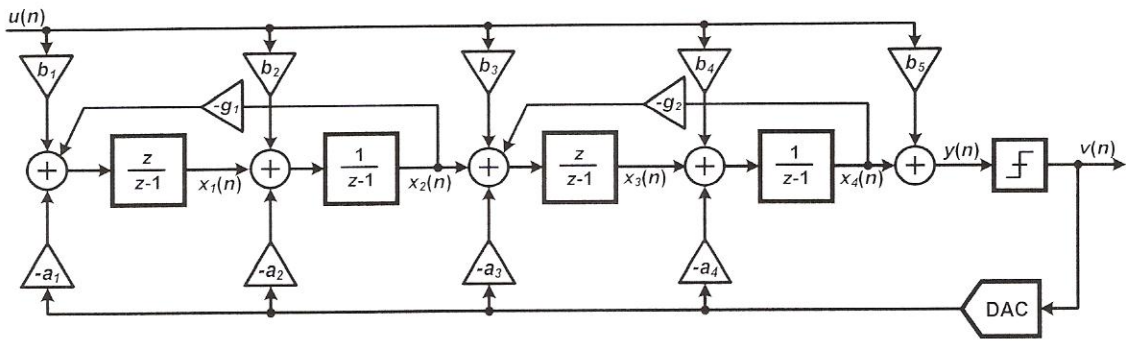 u(n)
b1 b2 b3 b4 b5
-g1 -g2
+ z/(z-1) x1(n) + 1/(z-1) x2(n) + z/(z-1) x3(n) + 1/(z-1) x4(n) + y(n) v(n)
-a1 -a2 -a3 -a4
DAC